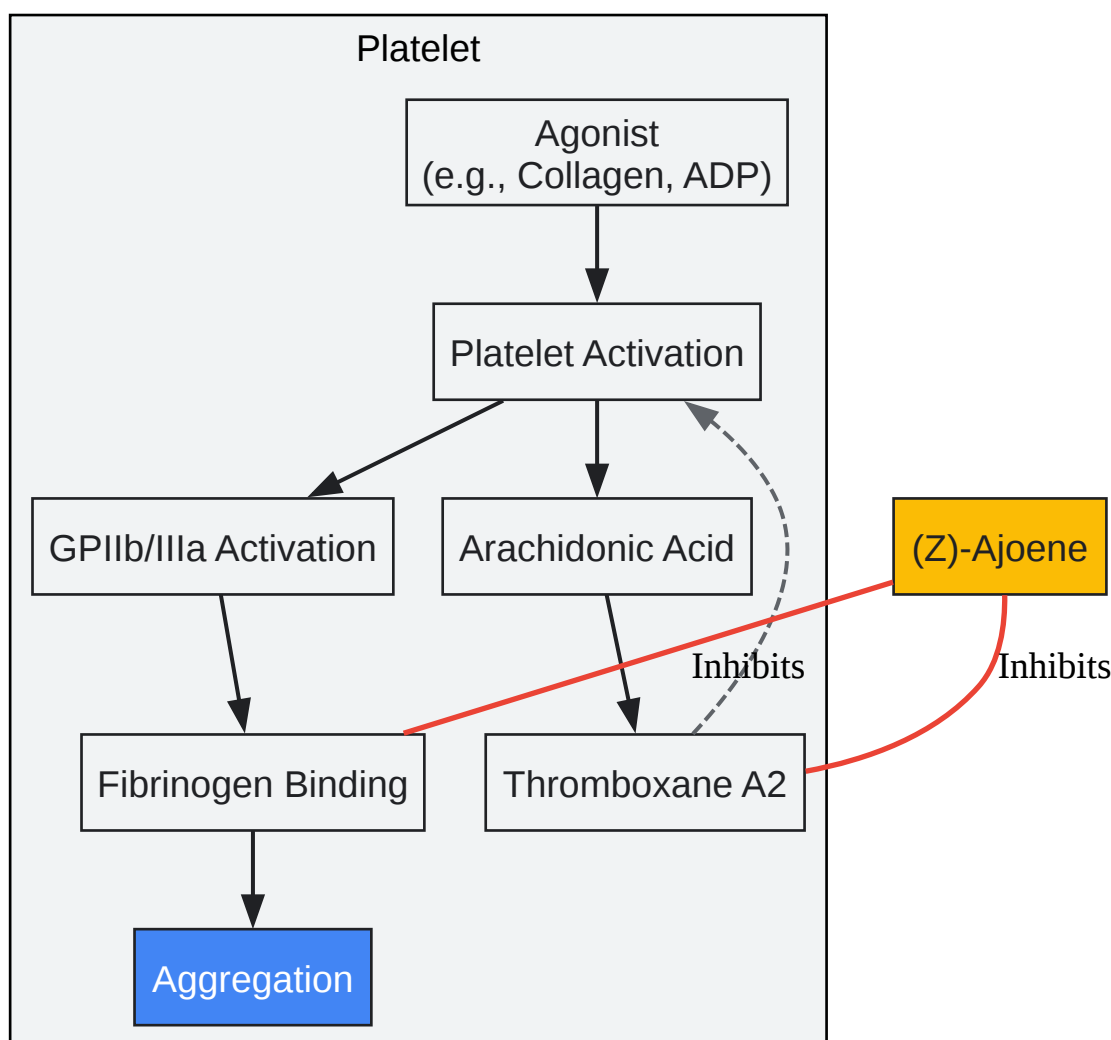 Platelet
Agonist
(e.g., Collagen, ADP)
Platelet Activation
GPIIb/IIIa Activation
Arachidonic Acid
(Z)-Ajoene
Inhibits
Inhibits
Fibrinogen Binding
Thromboxane A2
Aggregation